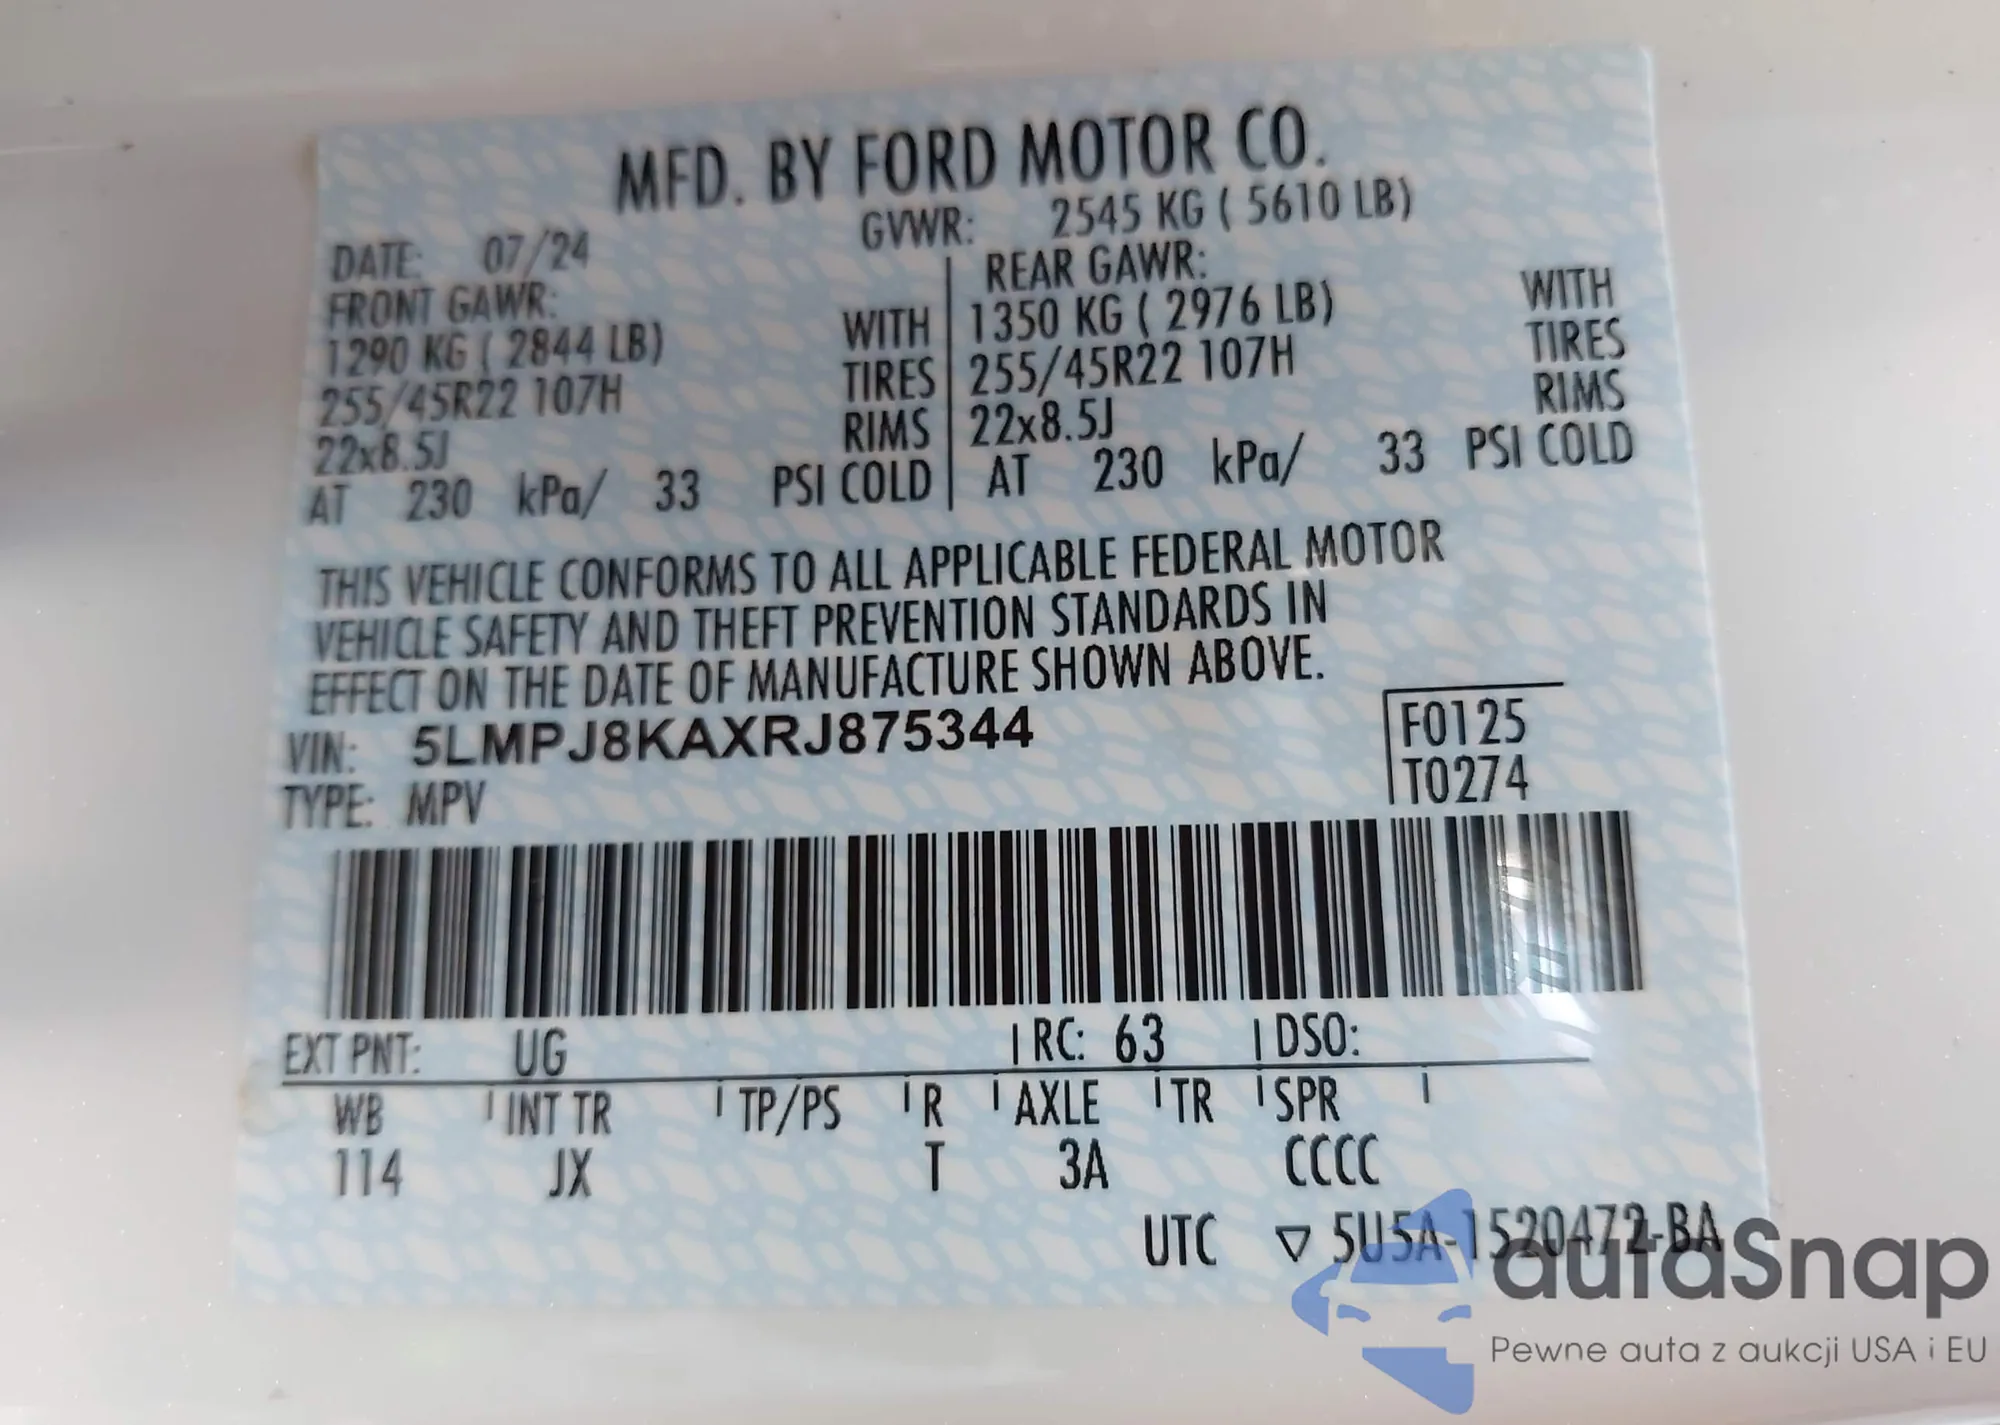 MFD. BY FORD MOTOR CO.
DATE: 07/24 GVWR: 2545 KG ( 5610 LB)
FRONT GAWR: REAR GAWR:
1290 KG ( 2844 LB) WITH 1350 KG ( 2976 LB) WITH
255/45R22 107H TIRES 255/45R22 107H TIRES
22x8.5J RIMS 22x8.5J RIMS
AT 230 kPa/ 33 PSI COLD AT 230 kPa/ 33 PSI COLD
THIS VEHICLE CONFORMS TO ALL APPLICABLE FEDERAL MOTOR
VEHICLE SAFETY AND THEFT PREVENTION STANDARDS IN
EFFECT ON THE DATE OF MANUFACTURE SHOWN ABOVE.
VIN: 5LMPJ8KAXRJ875344 F0125
TYPE: MPV T0274
EXT PNT: UG RC: 63 DSO:
WB INT TR TP/PS R AXLE TR SPR
114 JX T 3A CCCC
UTC ▽ 5U5A-1520472-BA
autaSnap
Pewne auta z aukcji USA i EU